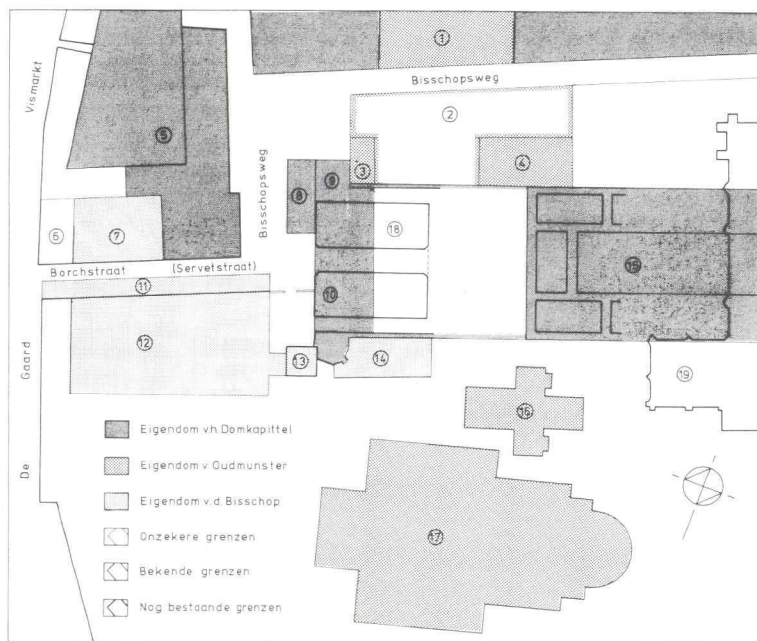 1
Bisschopsweg
2
Vismarkt
5
3
4
9
8
Bisschopsweg
18
6
7
15
Borchstraat (Servetstraat)
11
10
12
13
14
19
De Gaard
16
Eigendom v.h. Domkapittel
Eigendom v. Oudmunster
Eigendom v.d. Bisschop
Onzekere grenzen
Bekende grenzen
Nog bestaande grenzen
17